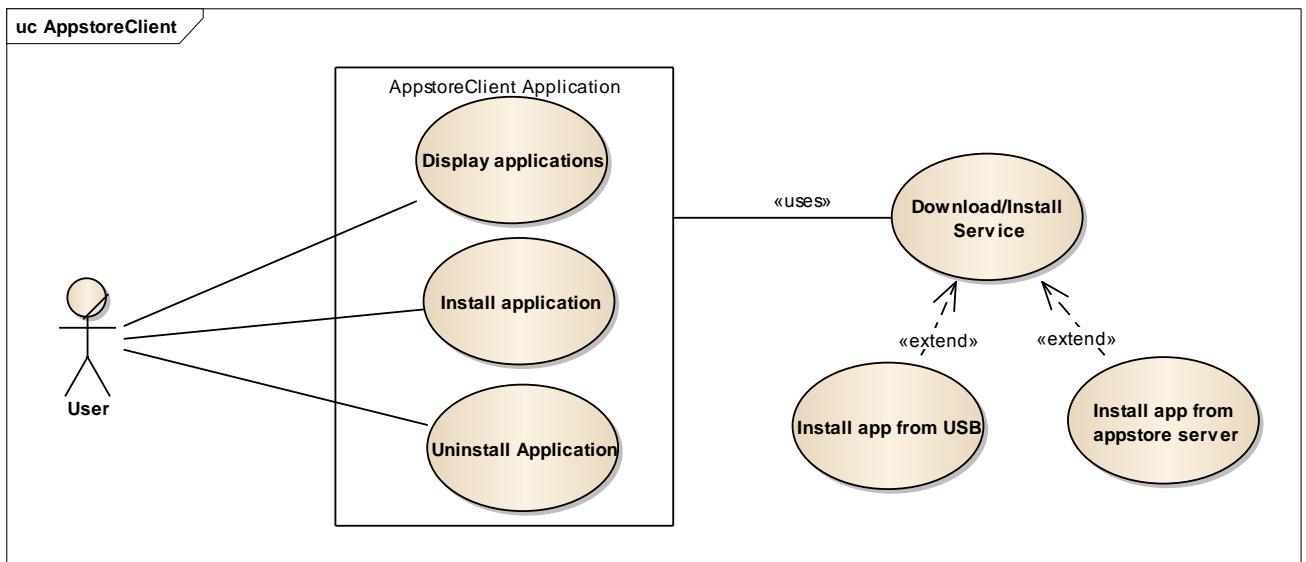 uc AppstoreClient
AppstoreClient Application
Display applications
Install application
Uninstall Application
User
«uses»
Download/Install
Service
«extend»
«extend»
Install app from USB
Install app from
appstore server